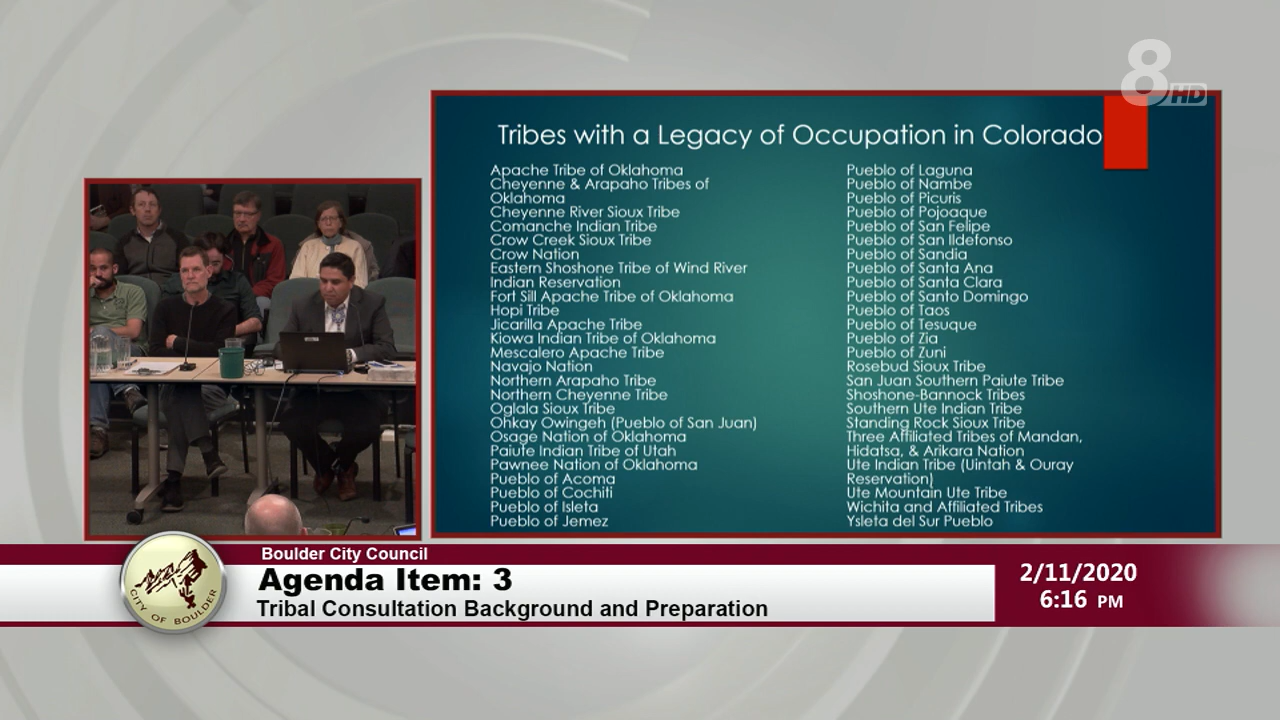 8HD
Tribes with a Legacy of Occupation in Colorado
Apache Tribe of Oklahoma
Cheyenne & Arapaho Tribes of
Oklahoma
Cheyenne River Sioux Tribe
Comanche Indian Tribe
Crow Creek Sioux Tribe
Crow Nation
Eastern Shoshone Tribe of Wind River
Indian Reservation
Fort Sill Apache Tribe of Oklahoma
Hopi Tribe
Jicarilla Apache Tribe
Kiowa Indian Tribe of Oklahoma
Mescalero Apache Tribe
Navajo Nation
Northern Arapaho Tribe
Northern Cheyenne Tribe
Oglala Sioux Tribe
Ohkay Owingeh (Pueblo of San Juan)
Osage Nation of Oklahoma
Paiute Indian Tribe of Utah
Pawnee Nation of Oklahoma
Pueblo of Acoma
Pueblo of Cochiti
Pueblo of Isleta
Pueblo of Jemez
Pueblo of Laguna
Pueblo of Nambe
Pueblo of Picuris
Pueblo of Pojoaque
Pueblo of San Felipe
Pueblo of San Ildefonso
Pueblo of Sandia
Pueblo of Santa Ana
Pueblo of Santa Clara
Pueblo of Santo Domingo
Pueblo of Taos
Pueblo of Tesuque
Pueblo of Zia
Pueblo of Zuni
Rosebud Sioux Tribe
San Juan Southern Paiute Tribe
Shoshone-Bannock Tribes
Southern Ute Indian Tribe
Standing Rock Sioux Tribe
Three Affiliated Tribes of Mandan,
Hidatsa, & Arikara Nation
Ute Indian Tribe (Uintah & Ouray
Reservation)
Ute Mountain Ute Tribe
Wichita and Affiliated Tribes
Ysleta del Sur Pueblo
Boulder City Council
Agenda Item: 3
Tribal Consultation Background and Preparation
CITY OF BOULDER
2/11/2020
6:16 PM